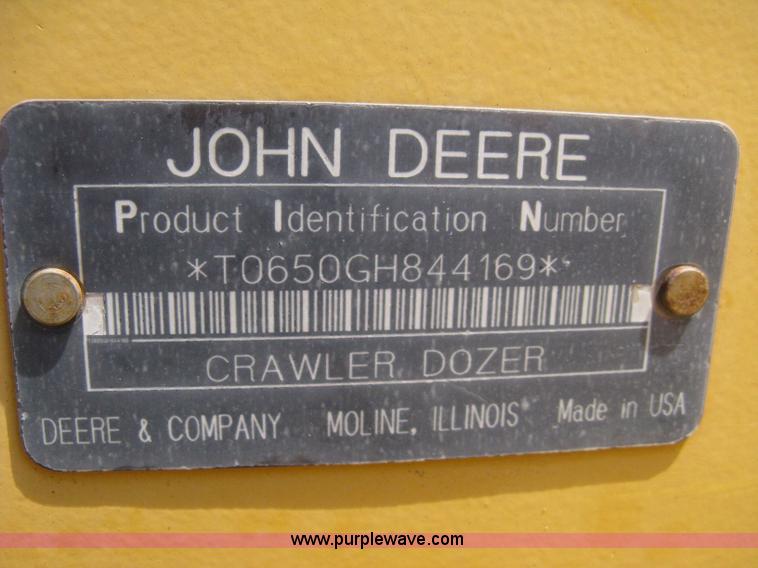 JOHN DEERE
Product Identification Number
*T0650GH844169*
CRAWLER DOZER
DEERE & COMPANY MOLINE, ILLINOIS Made in USA
www.purplewave.com